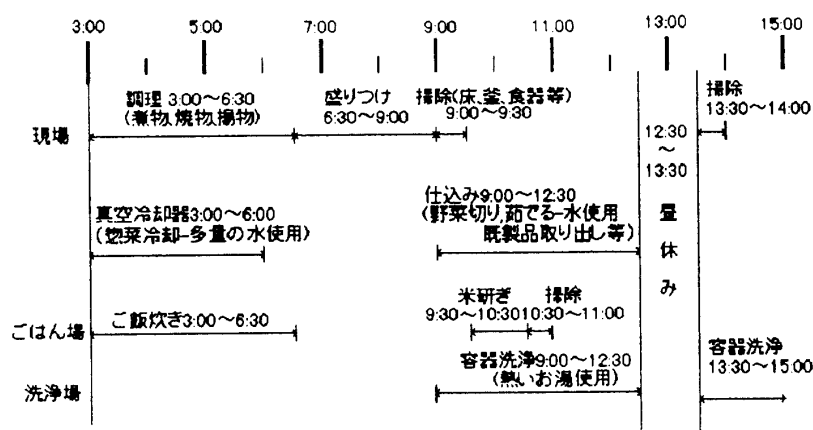 3:00 5:00 7:00 9:00 11:00 13:00 15:00
調理 3:00～6:30
(煮物,焼物,揚物)
盛りつけ
6:30～9:00
掃除(床、釜、食器等)
9:00～9:30
掃除
13:30～14:00
現場
12:30
～
13:30
昼休み
真空冷却器3:00～6:00
(惣菜冷却-多量の水使用)
仕込み9:00～12:30
(野菜切り,茹でる-水使用
既製品取り出し等)
米研ぎ
9:30～10:30
掃除
10:30～11:00
ごはん場
ご飯炊き3:00～6:30
容器洗浄9:00～12:30
(熱いお湯使用)
容器洗浄
13:30～15:00
洗浄場